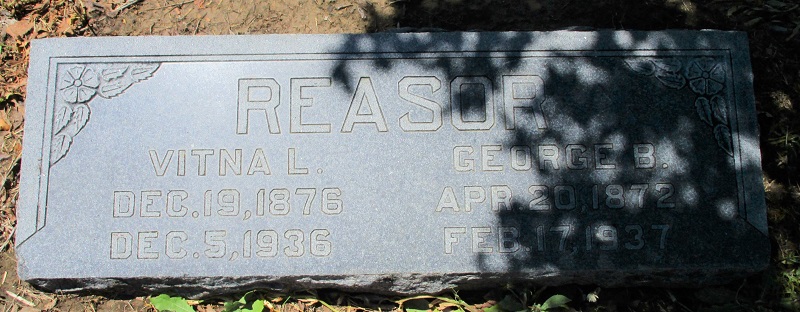 REASOR
VITNA L.
DEC. 19, 1876
DEC. 5, 1936
GEORGE B.
APR. 20, 1872
FEB. 17, 1937